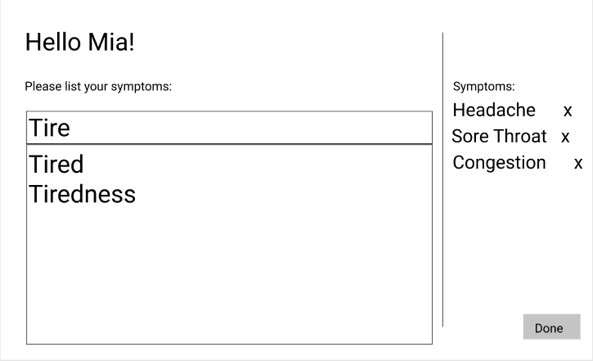 Hello Mia!
Please list your symptoms:
Tire
Tired
Tiredness
Symptoms:
Headache x
Sore Throat x
Congestion x
Done